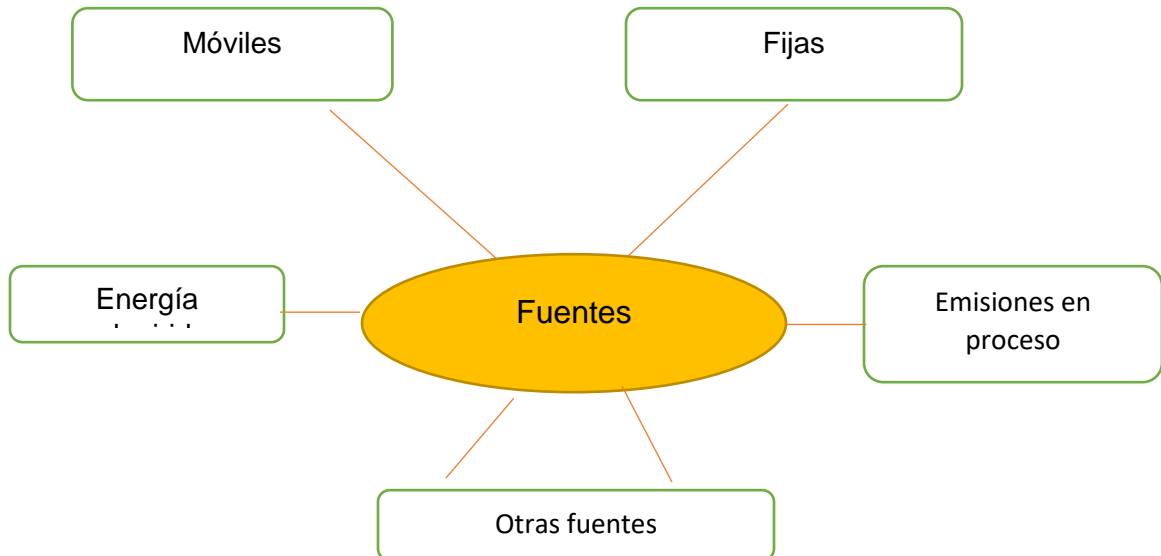 Móviles
Fijas
Energía
Fuentes
Emisiones en
proceso
Otras fuentes